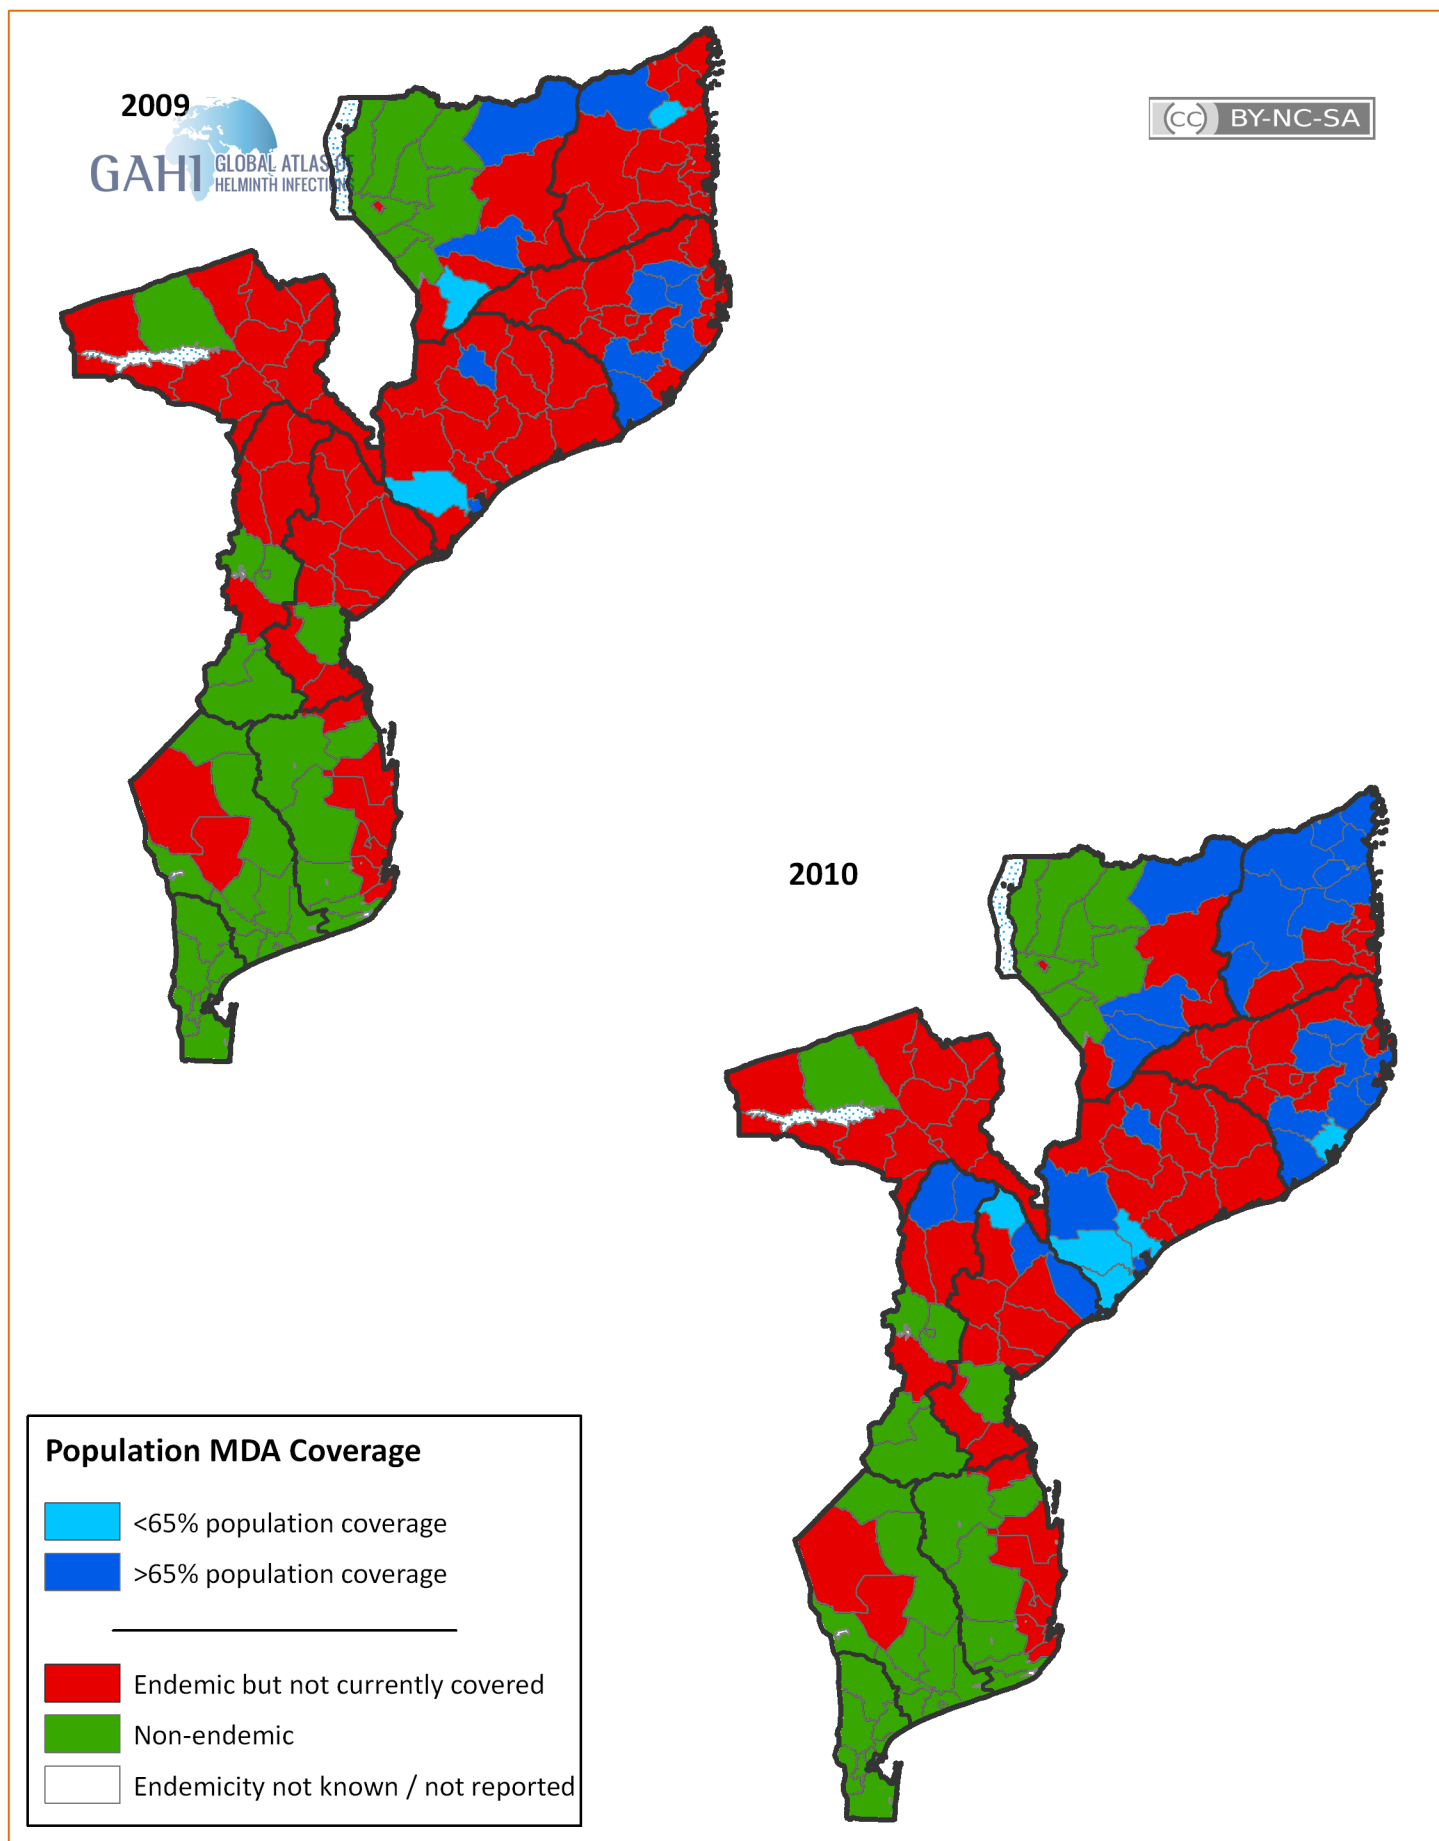 2009
GAHI GLOBAL ATLAS OF
HELMINTH INFECTIONS
(cc) BY-NC-SA
2010
Population MDA Coverage
<65% population coverage
>65% population coverage
Endemic but not currently covered
Non-endemic
Endemicity not known / not reported